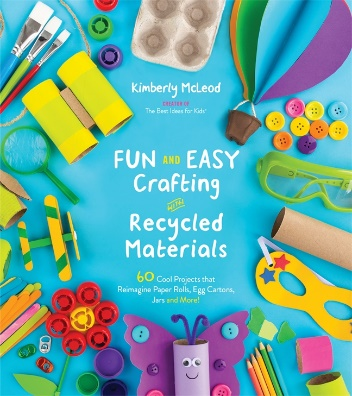 Kimberly McLeod
CREATOR OF
The Best Ideas for Kids
FUN AND EASY
Crafting
WITH
Recycled
Materials
60 Cool Projects that
Reimagine Paper Rolls, Egg Cartons,
Jars and More!